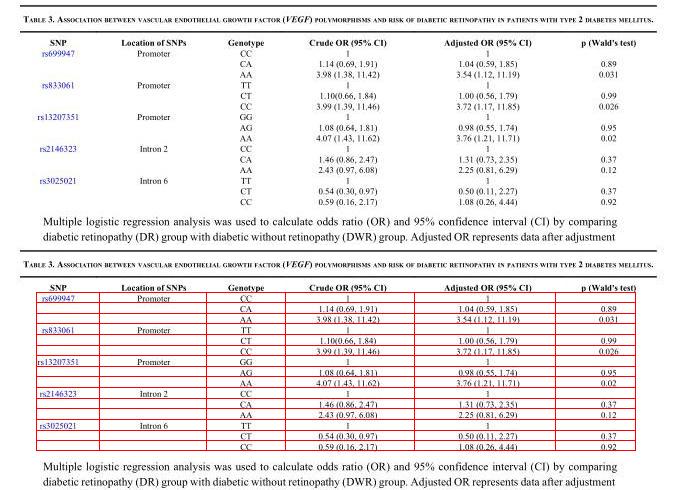 TABLE 3. ASSOCIATION BETWEEN VASCULAR ENDOTHELIAL GROWTH FACTOR (VEGF) POLYMORPHISMS AND RISK OF DIABETIC RETINOPATHY IN PATIENTS WITH TYPE 2 DIABETES MELLITUS.
SNP Location of SNPs Genotype Crude OR (95% CI) Adjusted OR (95% CI) p (Wald's test)
rs699947 Promoter CC 1 1
CA 1.14 (0.69, 1.91) 1.04 (0.59, 1.85) 0.89
AA 3.98 (1.38, 11.42) 3.54 (1.12, 11.19) 0.031
rs833061 Promoter TT 1 1
CT 1.10(0.66, 1.84) 1.00 (0.56, 1.79) 0.99
CC 3.99 (1.39, 11.46) 3.72 (1.17, 11.85) 0.026
rs13207351 Promoter GG 1 1
AG 1.08 (0.64, 1.81) 0.98 (0.55, 1.74) 0.95
AA 4.07 (1.43, 11.62) 3.76 (1.21, 11.71) 0.02
rs2146323 Intron 2 CC 1 1
CA 1.46 (0.86, 2.47) 1.31 (0.73, 2.35) 0.37
AA 2.43 (0.97, 6.08) 2.25 (0.81, 6.29) 0.12
rs3025021 Intron 6 TT 1 1
CT 0.54 (0.30, 0.97) 0.50 (0.11, 2.27) 0.37
CC 0.59 (0.16, 2.17) 1.08 (0.26, 4.44) 0.92
Multiple logistic regression analysis was used to calculate odds ratio (OR) and 95% confidence interval (CI) by comparing
diabetic retinopathy (DR) group with diabetic without retinopathy (DWR) group. Adjusted OR represents data after adjustment
TABLE 3. ASSOCIATION BETWEEN VASCULAR ENDOTHELIAL GROWTH FACTOR (VEGF) POLYMORPHISMS AND RISK OF DIABETIC RETINOPATHY IN PATIENTS WITH TYPE 2 DIABETES MELLITUS.
SNP Location of SNPs Genotype Crude OR (95% CI) Adjusted OR (95% CI) p (Wald's test)
rs699947 Promoter CC 1 1
CA 1.14 (0.69, 1.91) 1.04 (0.59, 1.85) 0.89
AA 3.98 (1.38, 11.42) 3.54 (1.12, 11.19) 0.031
rs833061 Promoter TT 1 1
CT 1.10(0.66, 1.84) 1.00 (0.56, 1.79) 0.99
CC 3.99 (1.39, 11.46) 3.72 (1.17, 11.85) 0.026
rs13207351 Promoter GG 1 1
AG 1.08 (0.64, 1.81) 0.98 (0.55, 1.74) 0.95
AA 4.07 (1.43, 11.62) 3.76 (1.21, 11.71) 0.02
rs2146323 Intron 2 CC 1 1
CA 1.46 (0.86, 2.47) 1.31 (0.73, 2.35) 0.37
AA 2.43 (0.97, 6.08) 2.25 (0.81, 6.29) 0.12
rs3025021 Intron 6 TT 1 1
CT 0.54 (0.30, 0.97) 0.50 (0.11, 2.27) 0.37
CC 0.59 (0.16, 2.17) 1.08 (0.26, 4.44) 0.92
Multiple logistic regression analysis was used to calculate odds ratio (OR) and 95% confidence interval (CI) by comparing
diabetic retinopathy (DR) group with diabetic without retinopathy (DWR) group. Adjusted OR represents data after adjustment